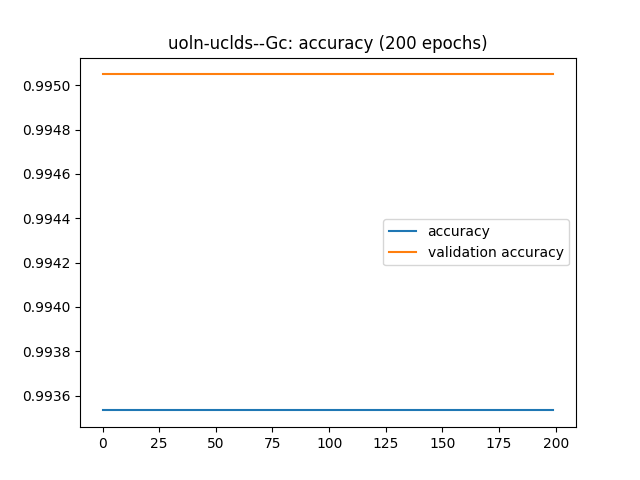 uoln-uclds--Gc: accuracy (200 epochs)
0.9950
0.9948
0.9946
0.9944
0.9942
0.9940
0.9938
0.9936
accuracy
validation accuracy
0 25 50 75 100 125 150 175 200